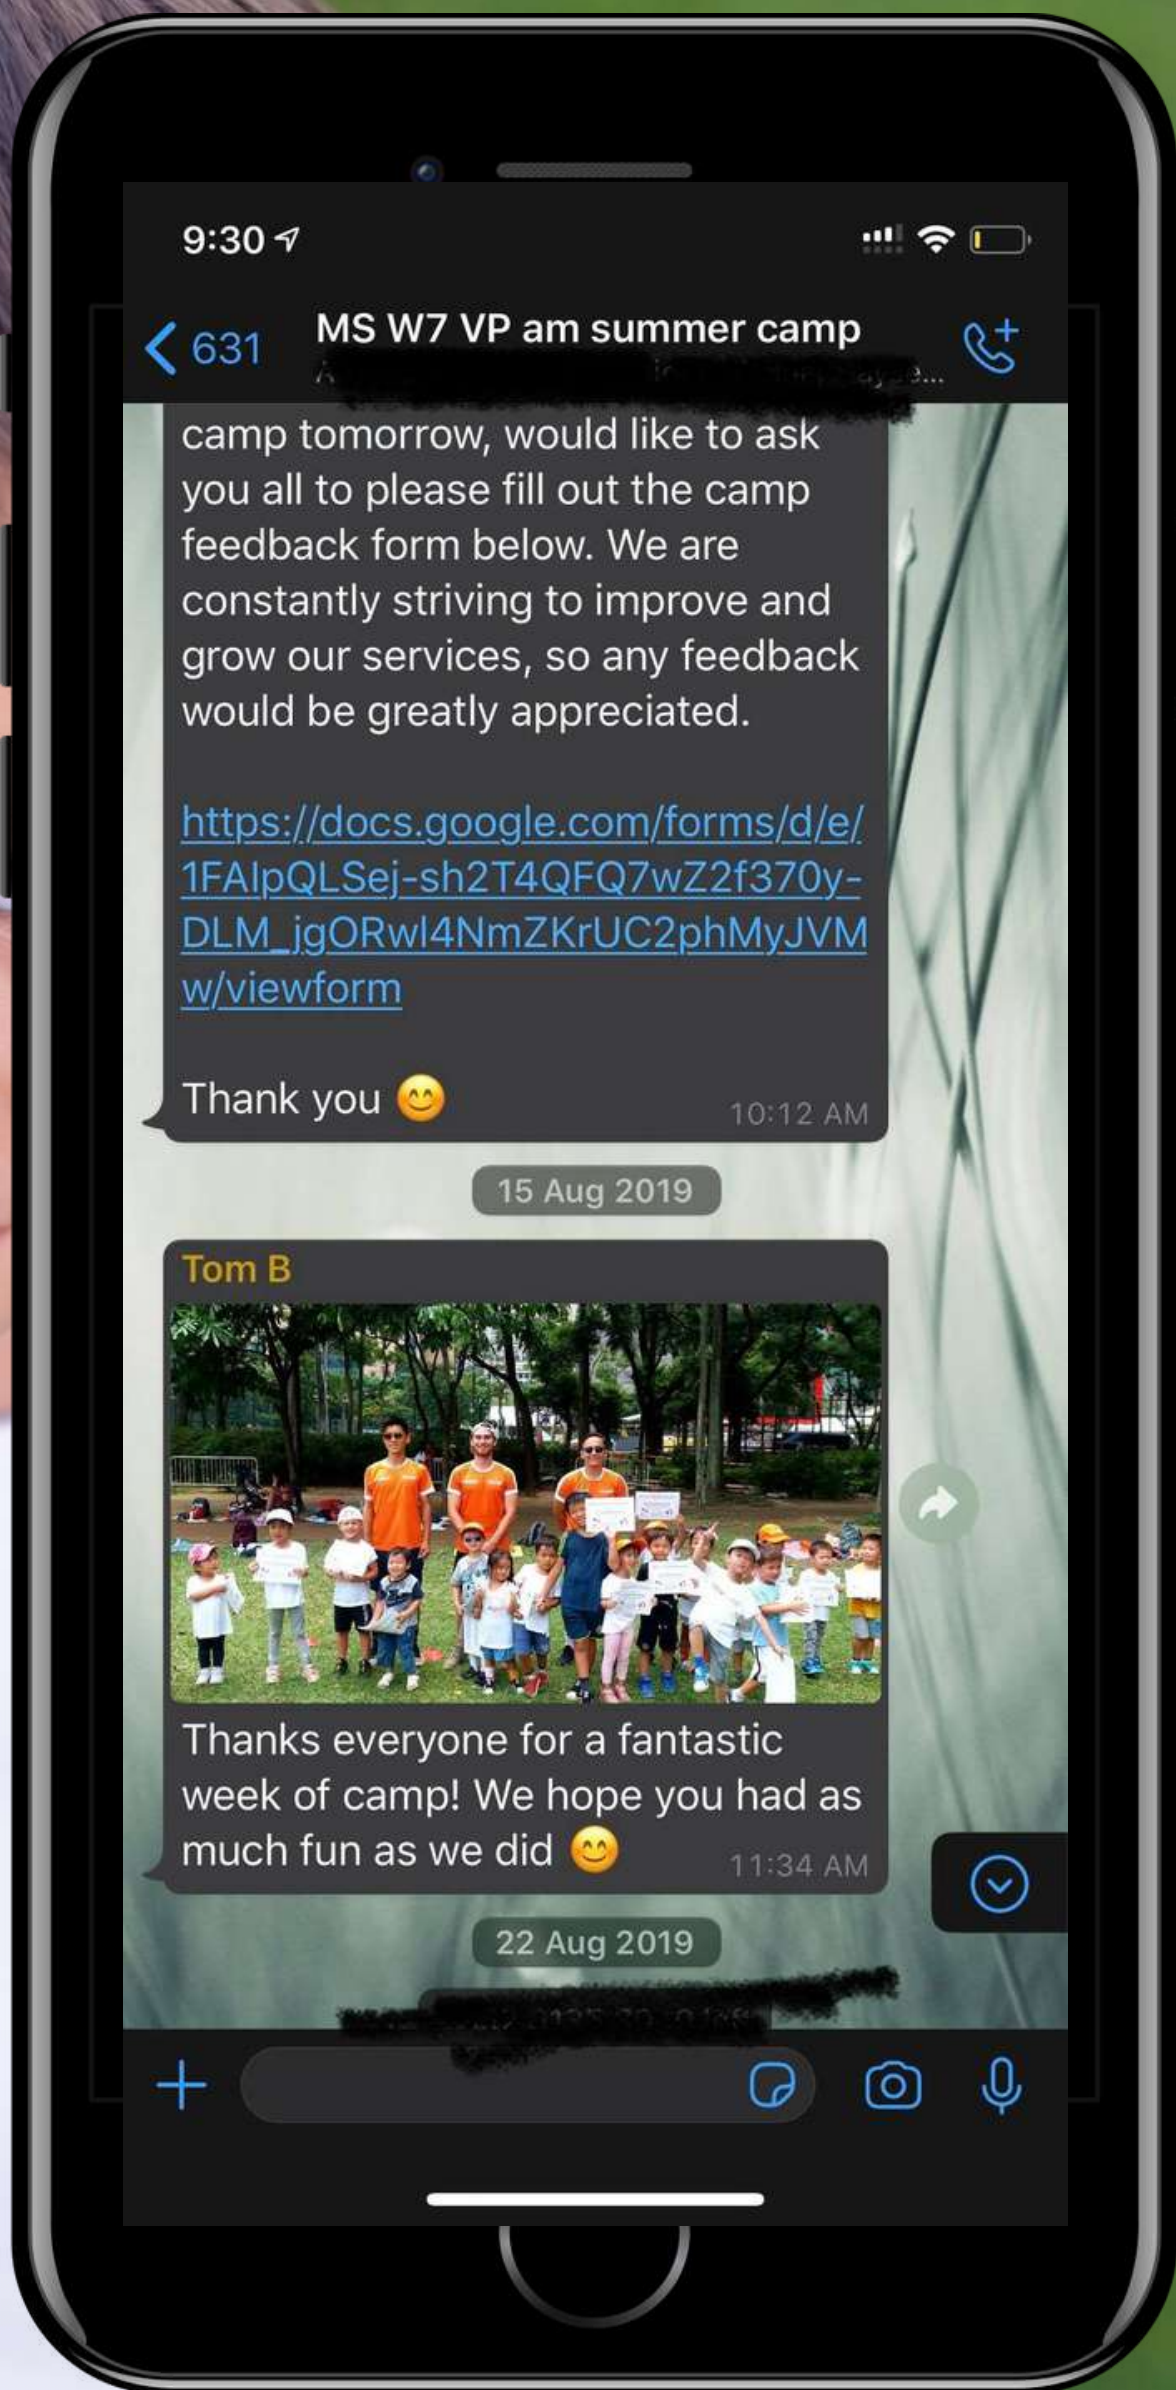 9:30
631
MS W7 VP am summer camp
camp tomorrow, would like to ask
you all to please fill out the camp
feedback form below. We are
constantly striving to improve and
grow our services, so any feedback
would be greatly appreciated.
https://docs.google.com/forms/d/e/
1FAIpQLSej-sh2T4QFQ7wZ2f370y-
DLM_jgORwl4NmZKrUC2phMyJVM
w/viewform
Thank you 😊
10:12 AM
15 Aug 2019
Tom B
Thanks everyone for a fantastic
week of camp! We hope you had as
much fun as we did 😊
11:34 AM
22 Aug 2019